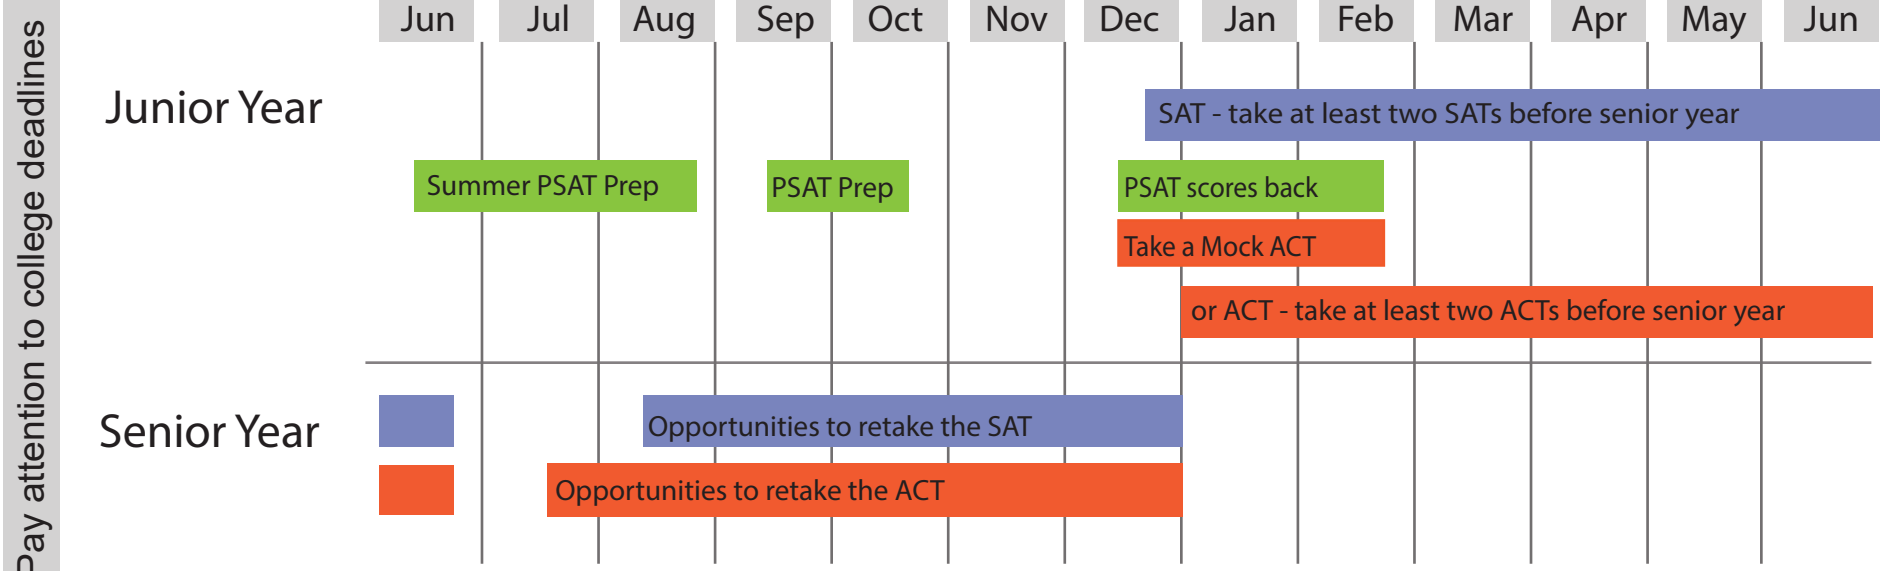 Pay attention to college deadlines
Jun Jul Aug Sep Oct Nov Dec Jan Feb Mar Apr May Jun
Junior Year
SAT - take at least two SATs before senior year
Summer PSAT Prep PSAT Prep PSAT scores back
Take a Mock ACT
or ACT - take at least two ACTs before senior year
Senior Year
Opportunities to retake the SAT
Opportunities to retake the ACT